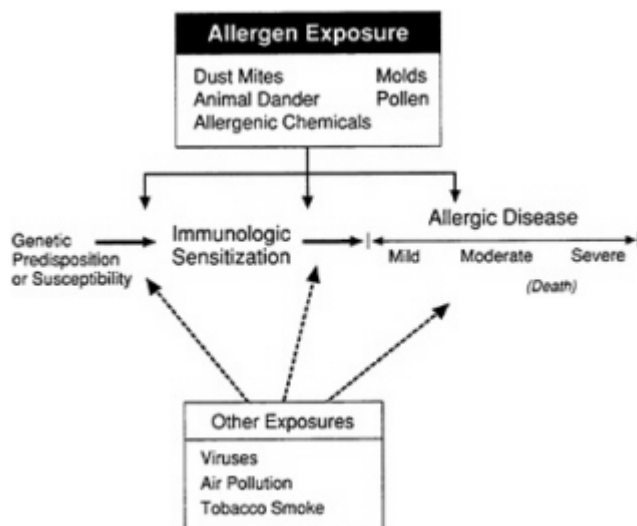 Allergen Exposure
Dust Mites Molds
Animal Dander Pollen
Allergenic Chemicals
Allergic Disease
Genetic
Predisposition
or Susceptibility
Immunologic
Sensitization
Mild Moderate Severe
(Death)
Other Exposures
Viruses
Air Pollution
Tobacco Smoke